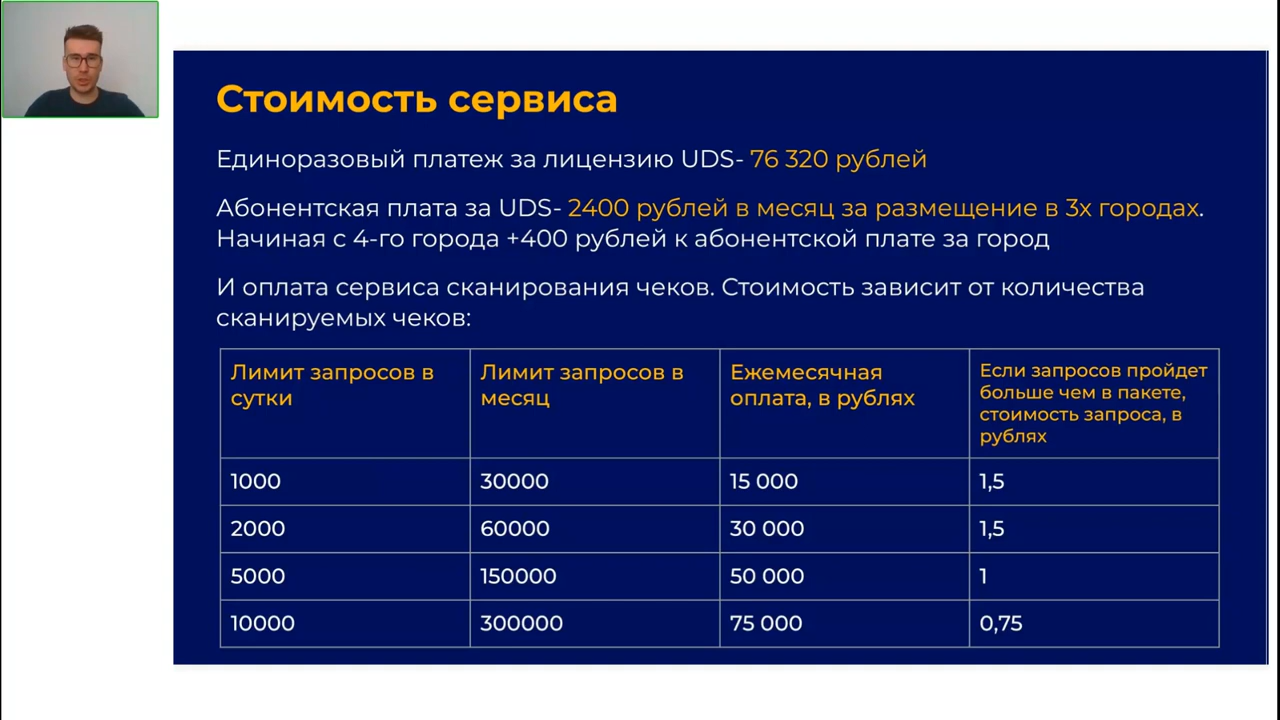 Стоимость сервиса
Единоразовый платеж за лицензию UDS- 76 320 рублей
Абонентская плата за UDS- 2400 рублей в месяц за размещение в 3х городах.
Начиная с 4-го города +400 рублей к абонентской плате за город
И оплата сервиса сканирования чеков. Стоимость зависит от количества
сканируемых чеков:
Лимит запросов в
сутки
Лимит запросов в
месяц
Ежемесячная
оплата, в рублях
Если запросов пройдет
больше чем в пакете,
стоимость запроса, в
рублях
1000 30000 15 000 1,5
2000 60000 30 000 1,5
5000 150000 50 000 1
10000 300000 75 000 0,75